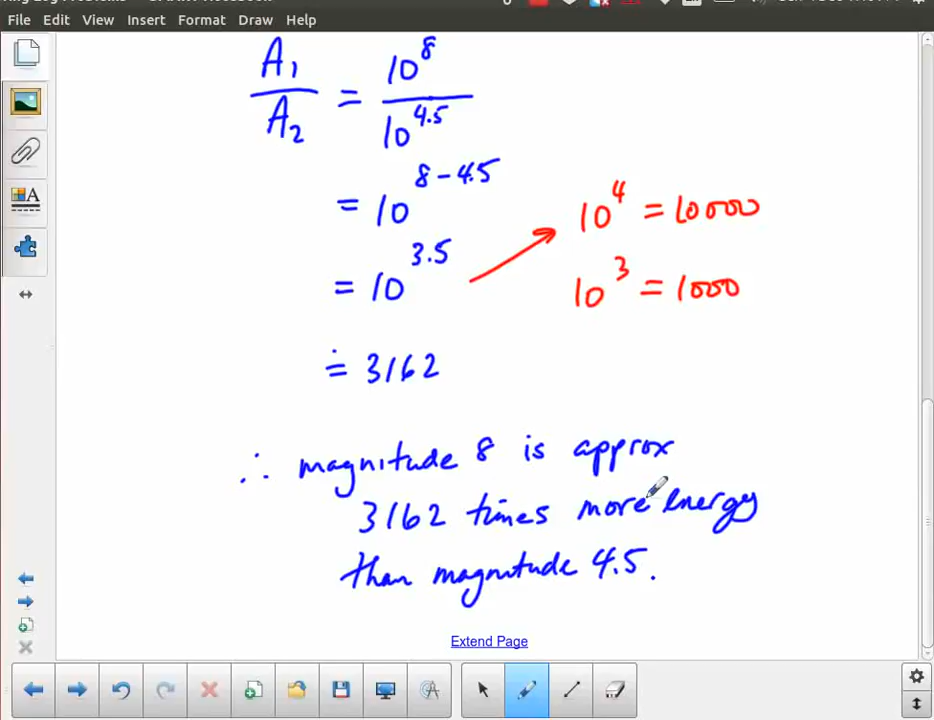 File Edit View Insert Format Draw Help
A₁/A₂ = 10^8/10^4.5
= 10^8-4.5
10^4 = 10000
= 10^3.5
10^3 = 1000
≐ 3162
∴ magnitude 8 is approx
3162 times more energy
than magnitude 4.5.
Extend Page